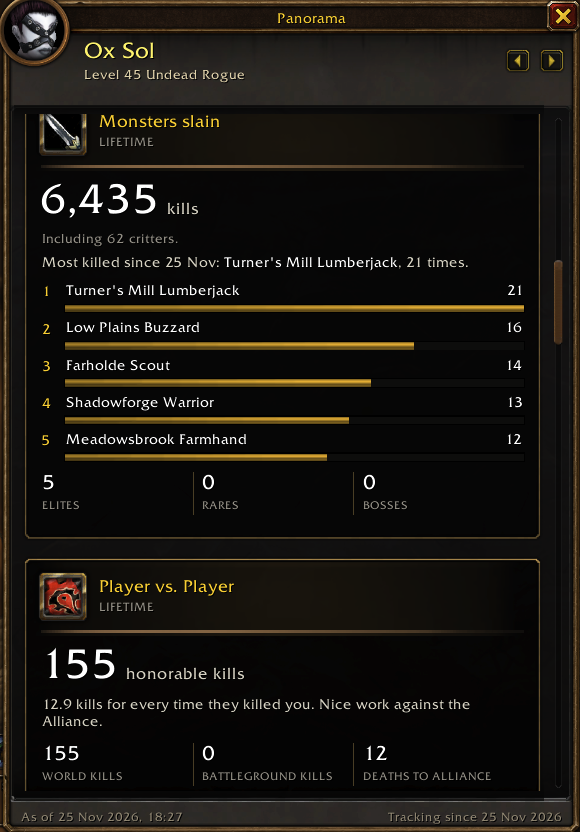 Panorama
Ox Sol
Level 45 Undead Rogue
Monsters slain
LIFETIME
6,435 kills
Including 62 critters.
Most killed since 25 Nov: Turner's Mill Lumberjack, 21 times.
1 Turner's Mill Lumberjack 21
2 Low Plains Buzzard 16
3 Farholde Scout 14
4 Shadowforge Warrior 13
5 Meadowsbrook Farmhand 12
5 0 0
ELITES RARES BOSSES
Player vs. Player
LIFETIME
155 honorable kills
12.9 kills for every time they killed you. Nice work against the
Alliance.
155 0 12
WORLD KILLS BATTLEGROUND KILLS DEATHS TO ALLIANCE
As of 25 Nov 2026, 18:27 Tracking since 25 Nov 2026